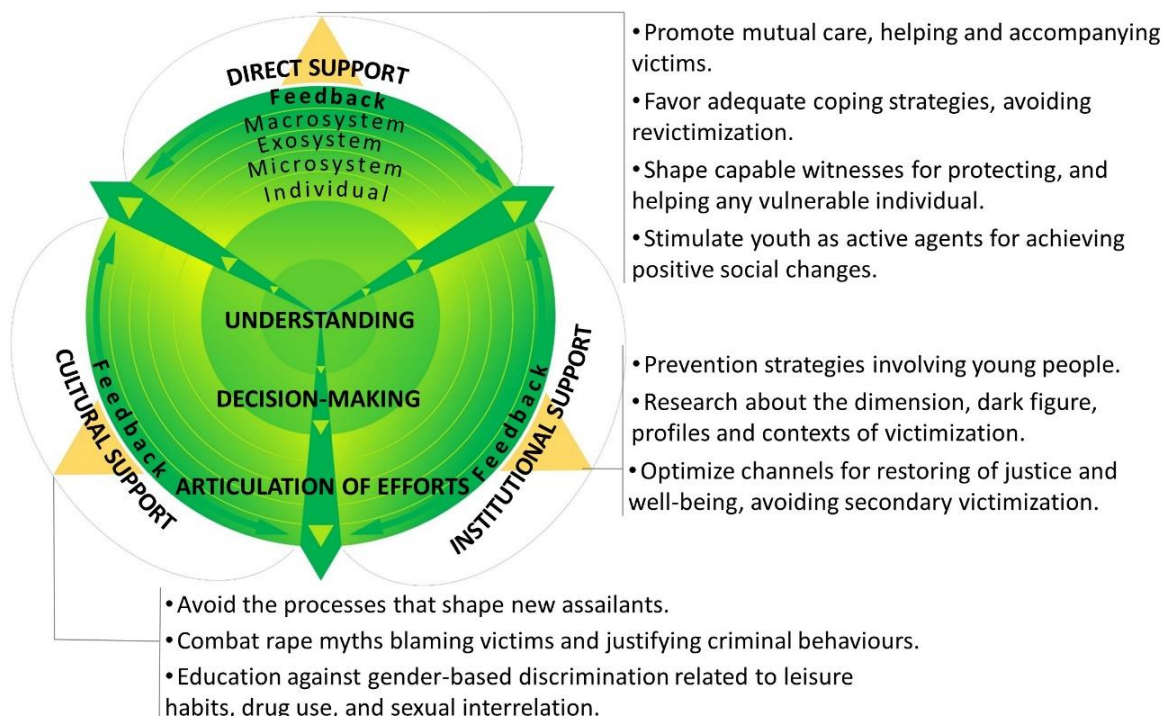 DIRECT SUPPORT
Feedback
Macrosystem
Exosystem
Microsystem
Individual
UNDERSTANDING
DECISION-MAKING
ARTICULATION OF EFFORTS
CULTURAL SUPPORT
Feedback
INSTITUTIONAL SUPPORT
Feedback
•Promote mutual care, helping and accompanying
victims.
•Favor adequate coping strategies, avoiding
revictimization.
•Shape capable witnesses for protecting, and
helping any vulnerable individual.
•Stimulate youth as active agents for achieving
positive social changes.
•Prevention strategies involving young people.
•Research about the dimension, dark figure,
profiles and contexts of victimization.
•Optimize channels for restoring of justice and
well-being, avoiding secondary victimization.
•Avoid the processes that shape new assailants.
•Combat rape myths blaming victims and justifying criminal behaviours.
•Education against gender-based discrimination related to leisure
habits, drug use, and sexual interrelation.